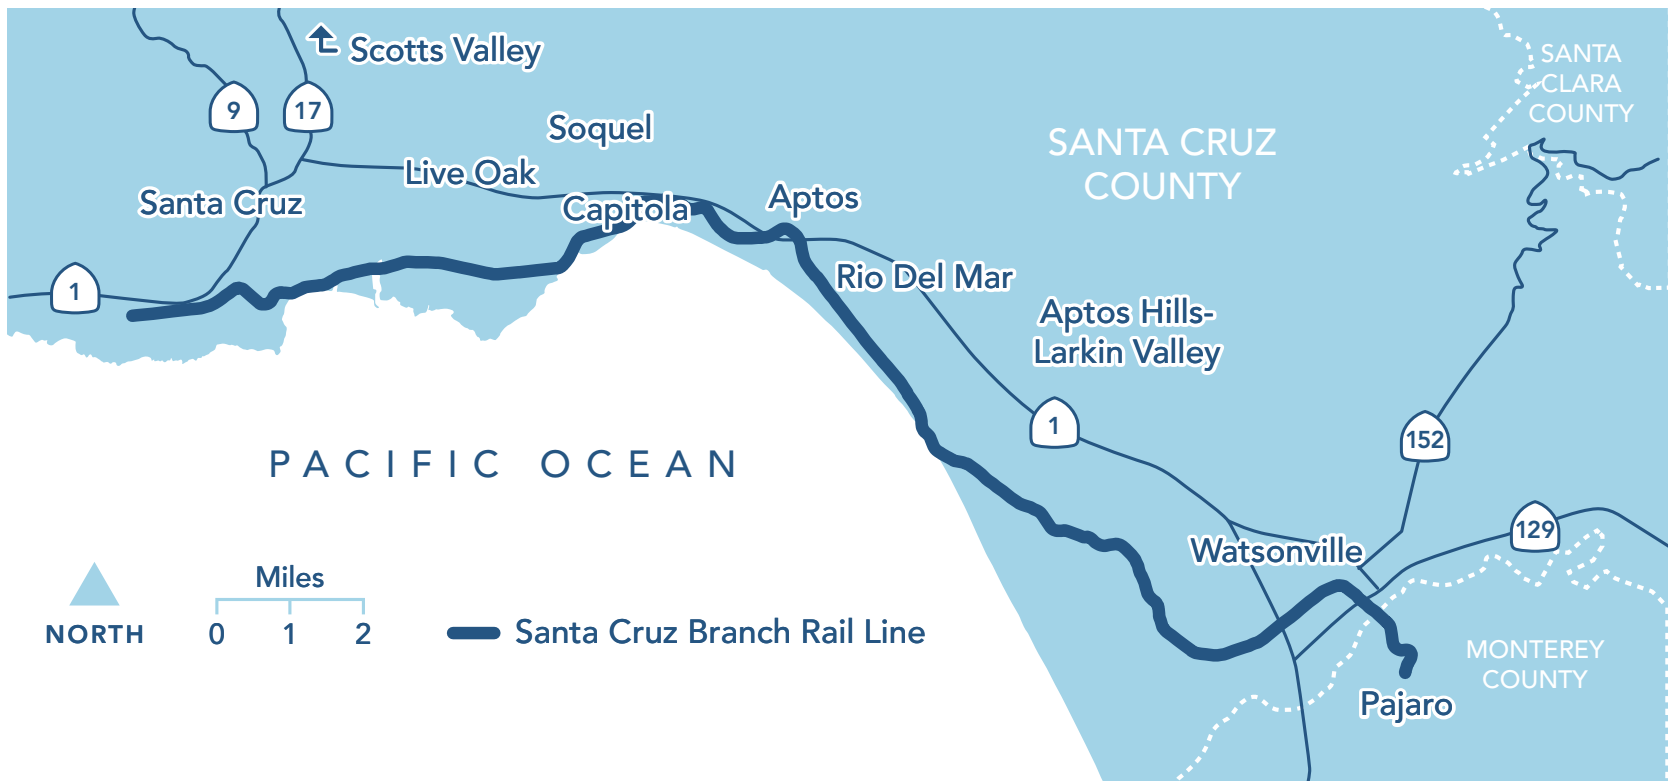 Scotts Valley
SANTA
CLARA
COUNTY
9
17
Soquel
SANTA CRUZ
COUNTY
Live Oak
Santa Cruz
Capitola
Aptos
Rio Del Mar
1
Aptos Hills-
Larkin Valley
1
152
PACIFIC OCEAN
129
Watsonville
Miles
NORTH
0 1 2
Santa Cruz Branch Rail Line
MONTEREY
COUNTY
Pajaro